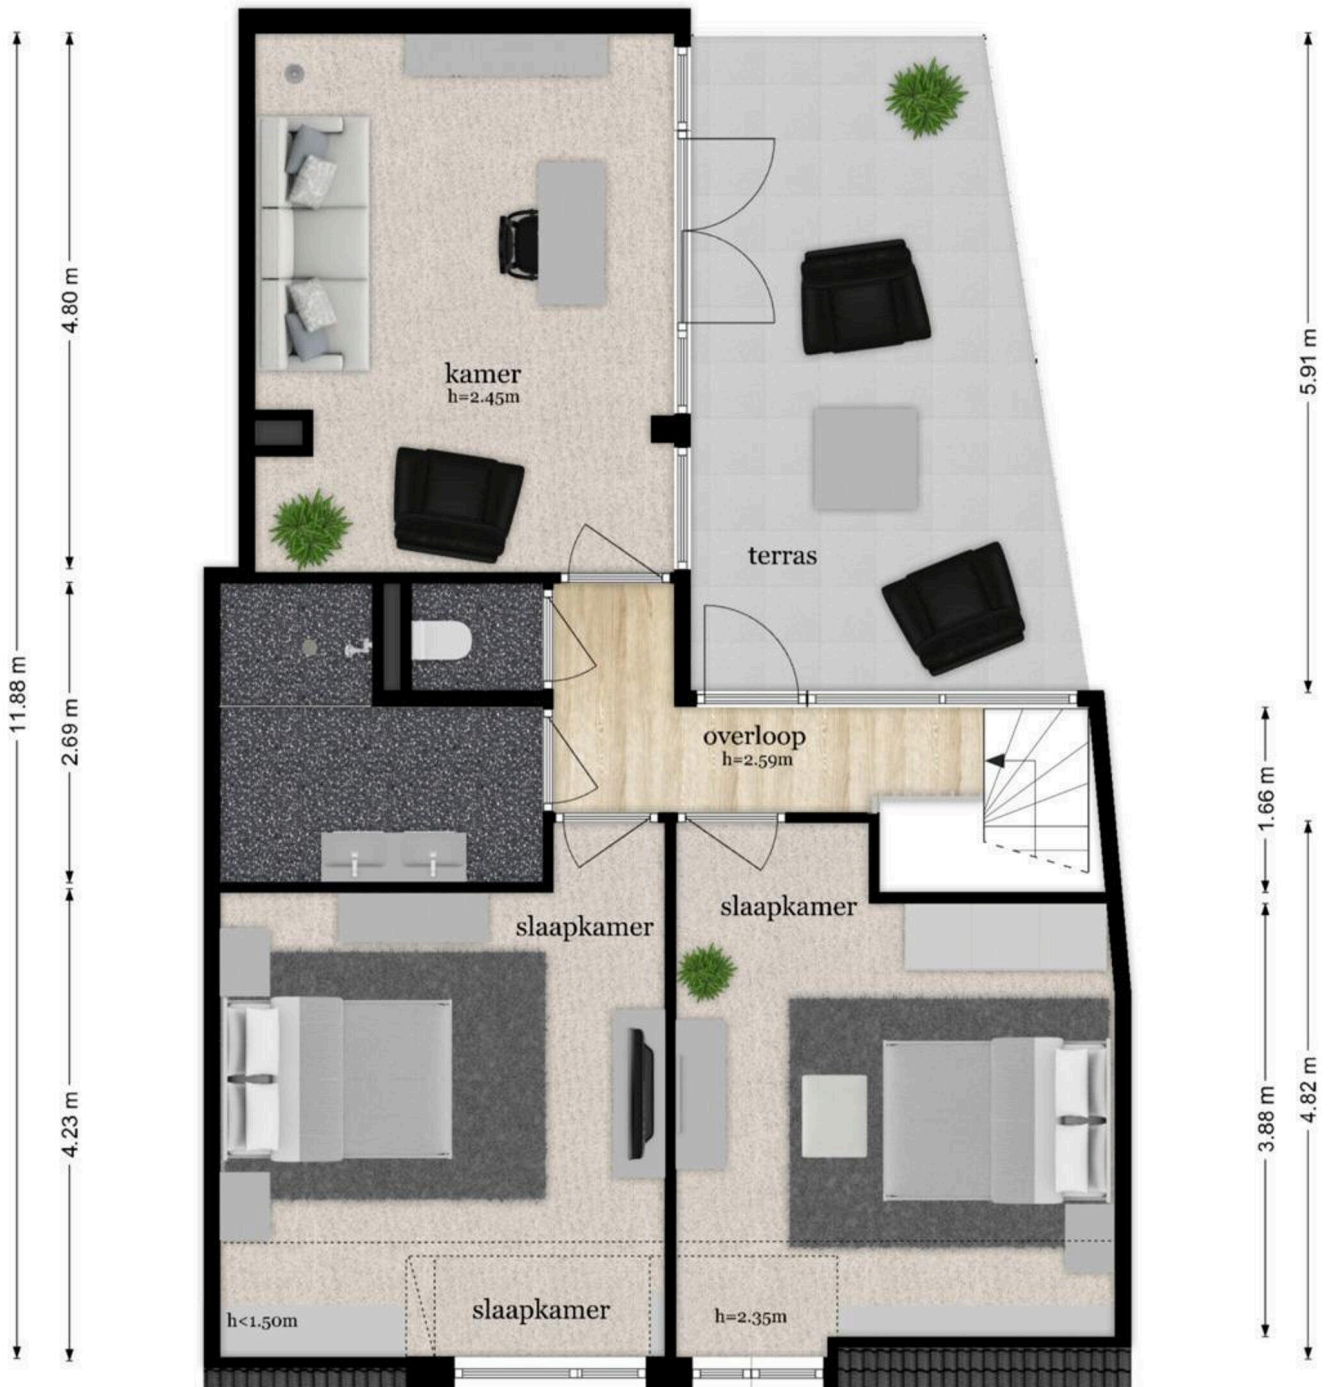 4.80 m
5.91 m
kamer
h=2.45m
terras
11.88 m
2.69 m
overloop
h=2.59m
1.66 m
slaapkamer
slaapkamer
4.23 m
3.88 m
4.82 m
slaapkamer
h<1.50m
h=2.35m